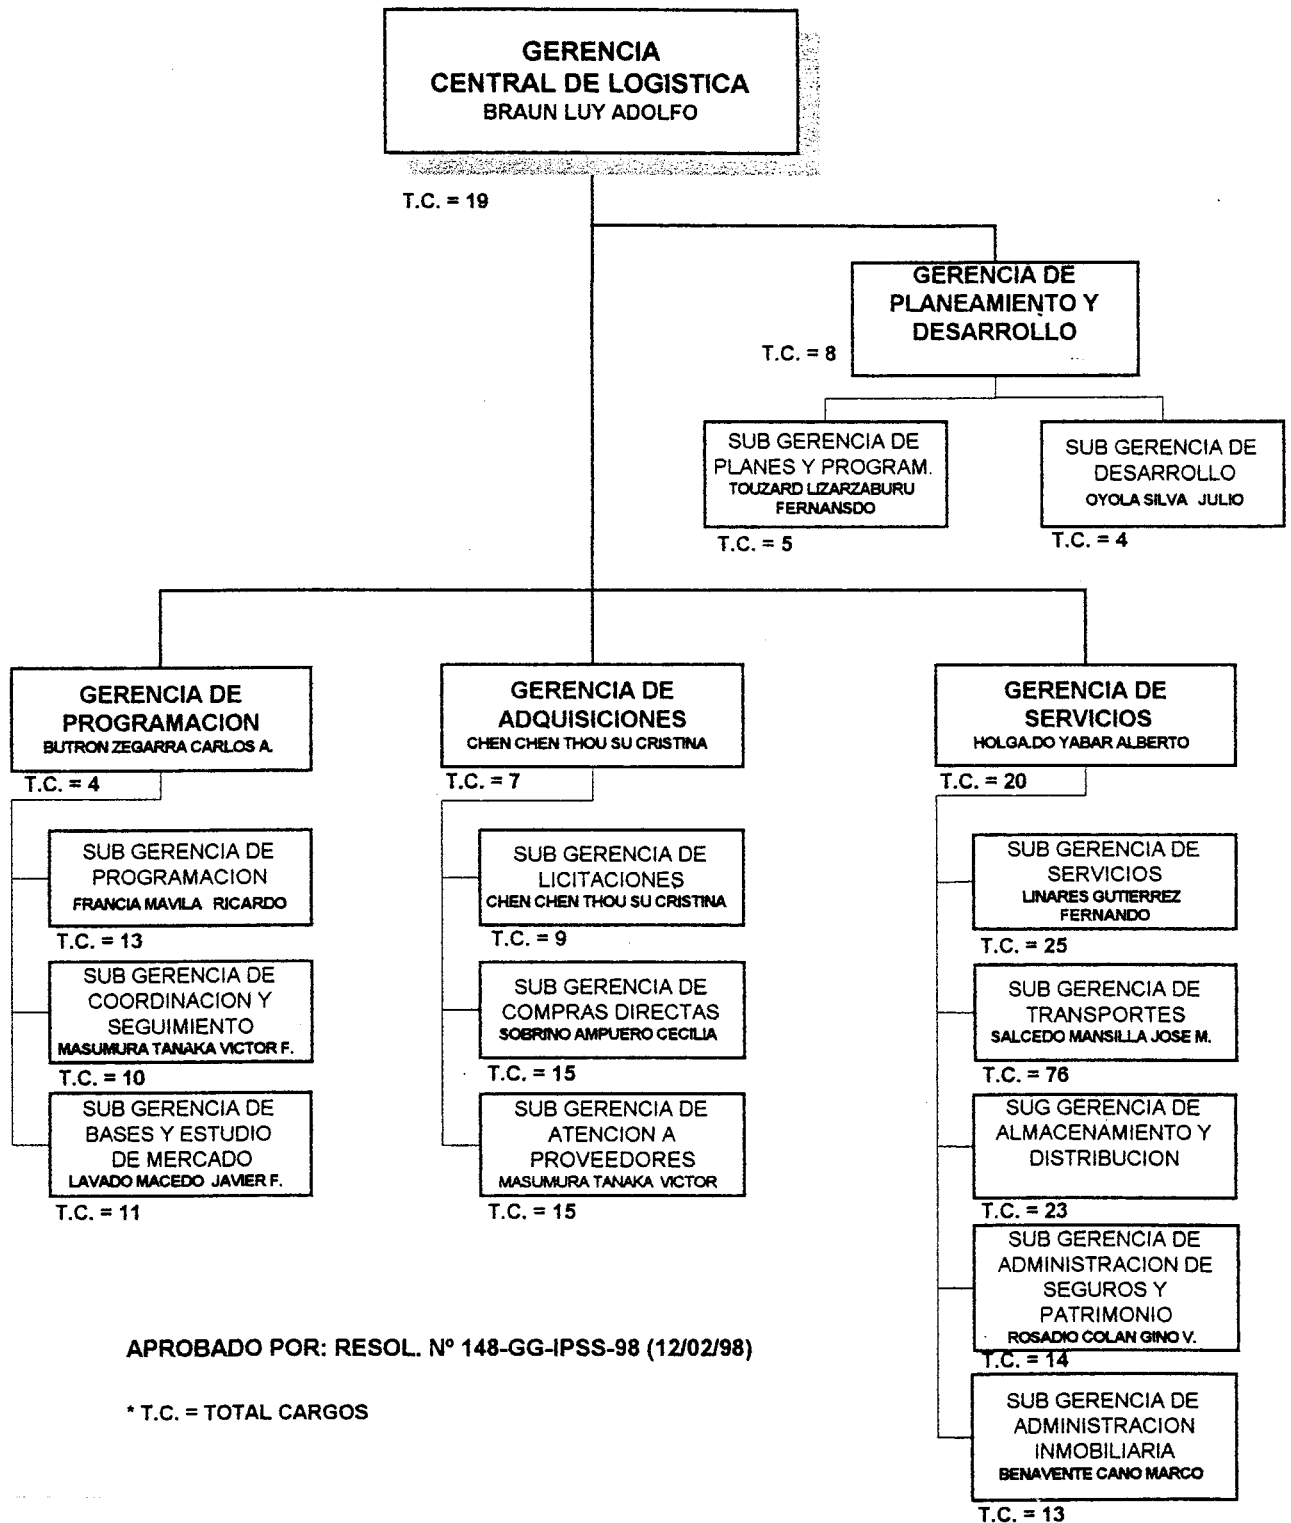 GERENCIA
CENTRAL DE LOGISTICA
BRAUN LUY ADOLFO
T.C. = 19
GERENCIA DE
PLANEAMIENTO Y
DESARROLLO
T.C. = 8
SUB GERENCIA DE
PLANES Y PROGRAM.
TOUZARD LIZARZABURU
FERNANSDO
T.C. = 5
SUB GERENCIA DE
DESARROLLO
OYOLA SILVA JULIO
T.C. = 4
GERENCIA DE
PROGRAMACION
BUTRON ZEGARRA CARLOS A.
T.C. = 4
SUB GERENCIA DE
PROGRAMACION
FRANCIA MAVILA RICARDO
T.C. = 13
SUB GERENCIA DE
COORDINACION Y
SEGUIMIENTO
MASUMURA TANAKA VICTOR F.
T.C. = 10
SUB GERENCIA DE
BASES Y ESTUDIO
DE MERCADO
LAVADO MACEDO JAVIER F.
T.C. = 11
GERENCIA DE
ADQUISICIONES
CHEN CHEN THOU SU CRISTINA
T.C. = 7
SUB GERENCIA DE
LICITACIONES
CHEN CHEN THOU SU CRISTINA
T.C. = 9
SUB GERENCIA DE
COMPRAS DIRECTAS
SOBRINO AMPUERO CECILIA
T.C. = 15
SUB GERENCIA DE
ATENCION A
PROVEEDORES
MASUMURA TANAKA VICTOR
T.C. = 15
GERENCIA DE
SERVICIOS
HOLGADO YABAR ALBERTO
T.C. = 20
SUB GERENCIA DE
SERVICIOS
LINARES GUTIERREZ
FERNANDO
T.C. = 25
SUB GERENCIA DE
TRANSPORTES
SALCEDO MANSILLA JOSE M.
T.C. = 76
SUG GERENCIA DE
ALMACENAMIENTO Y
DISTRIBUCION
T.C. = 23
SUB GERENCIA DE
ADMINISTRACION DE
SEGUROS Y
PATRIMONIO
ROSADIO COLAN GINO V.
T.C. = 14
SUB GERENCIA DE
ADMINISTRACION
INMOBILIARIA
BENAVENTE CANO MARCO
T.C. = 13
APROBADO POR: RESOL. Nº 148-GG-IPSS-98 (12/02/98)
* T.C. = TOTAL CARGOS